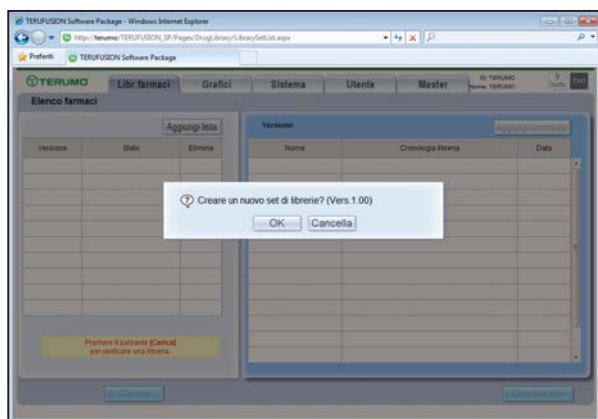 TERUFUSION Software Package - Windows Internet Explorer
http://terumo/TERUFUSION_SP/Pages/DrugLibrary/LibrarySetList.aspx
Preferiti TERUFUSION Software Package
TERUMO Libr.farmaci Grafici Sistema Utente Master ID: TERUMO
Nome: TERUMO
Elenco farmaci
Aggiungi lista Versione:
Versione Stato Elimina Nome Cronologia libreria Data
Creare un nuovo set di librerie? (Vers.1.00)
OK Cancella
Premere il pulsante [Carica]
per verificare una libreria.